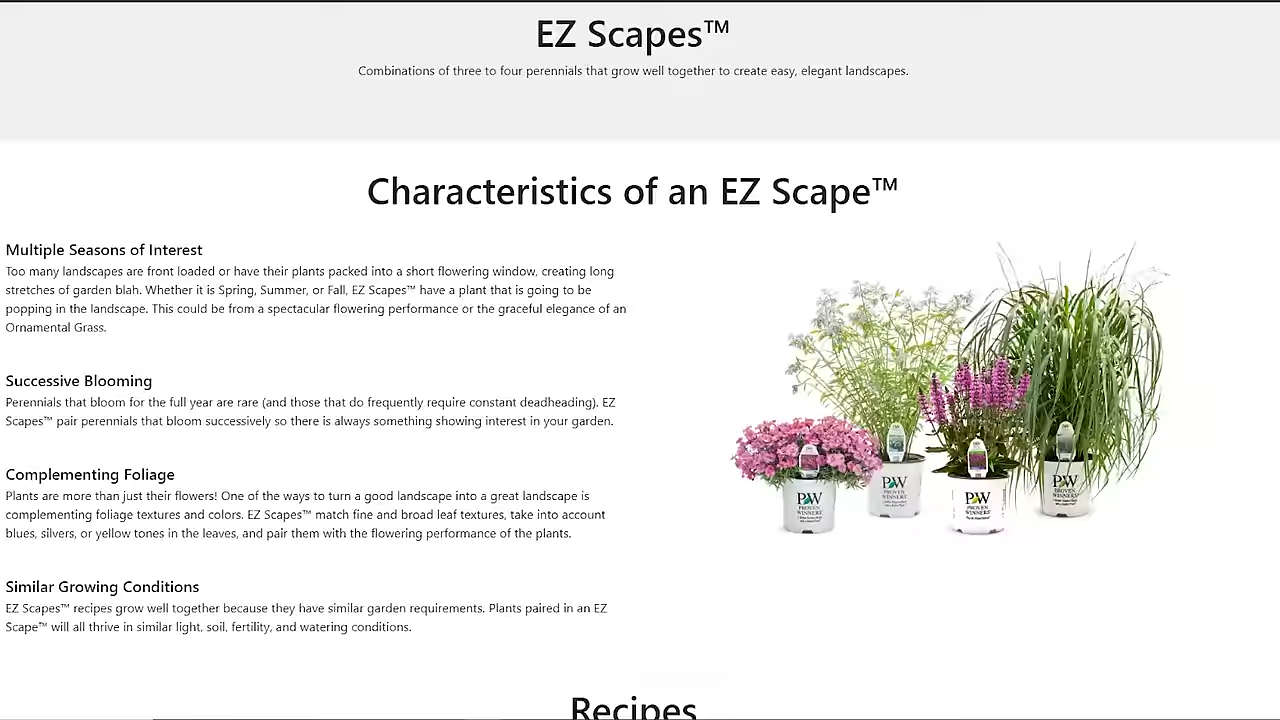 EZ Scapes™
Combinations of three to four perennials that grow well together to create easy, elegant landscapes.
Characteristics of an EZ Scape™
Multiple Seasons of Interest
Too many landscapes are front loaded or have their plants packed into a short flowering window, creating long
stretches of garden blah. Whether it is Spring, Summer, or Fall, EZ Scapes™ have a plant that is going to be
popping in the landscape. This could be from a spectacular flowering performance or the graceful elegance of an
Ornamental Grass.
Successive Blooming
Perennials that bloom for the full year are rare (and those that do frequently require constant deadheading). EZ
Scapes™ pair perennials that bloom successively so there is always something showing interest in your garden.
Complementing Foliage
Plants are more than just their flowers! One of the ways to turn a good landscape into a great landscape is
complementing foliage textures and colors. EZ Scapes™ match fine and broad leaf textures, take into account
blues, silvers, or yellow tones in the leaves, and pair them with the flowering performance of the plants.
Similar Growing Conditions
EZ Scapes™ recipes grow well together because they have similar garden requirements. Plants paired in an EZ
Scape™ will all thrive in similar light, soil, fertility, and watering conditions.
PW
PROVEN
WINNERS
PW
PROVEN
WINNERS
PW
PROVEN
WINNERS
PW
PROVEN
WINNERS
Recipes